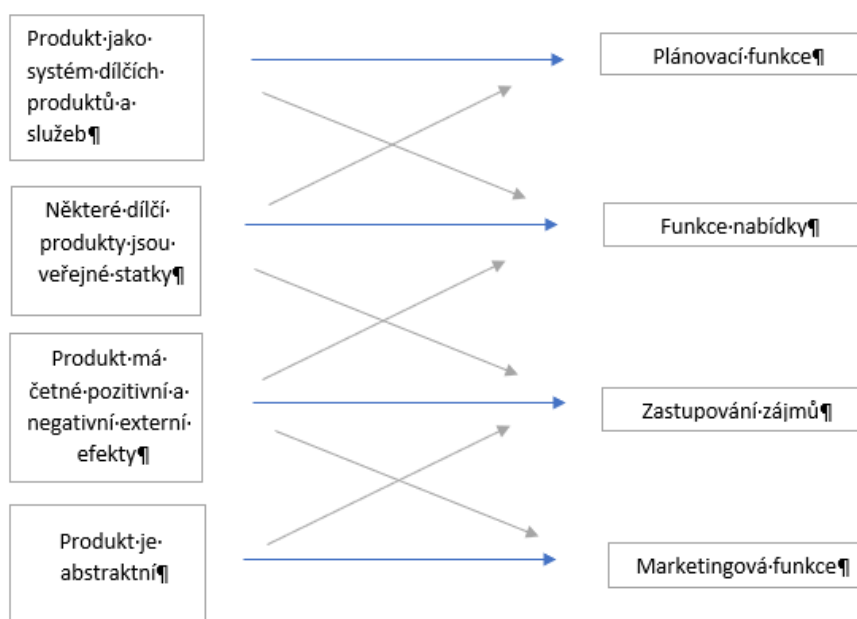 Produkt·jako·
systém·dílčích·
produktů·a·
služeb¶
Plánovací·funkce¶
Některé·dílčí·
produkty·jsou·
veřejné·statky¶
Funkce·nabídky¶
Produkt·má·
četné·pozitivní·a·
negativní·externí·
efekty¶
Zastupování·zájmů¶
Produkt·je·
abstraktní¶
Marketingová·funkce¶